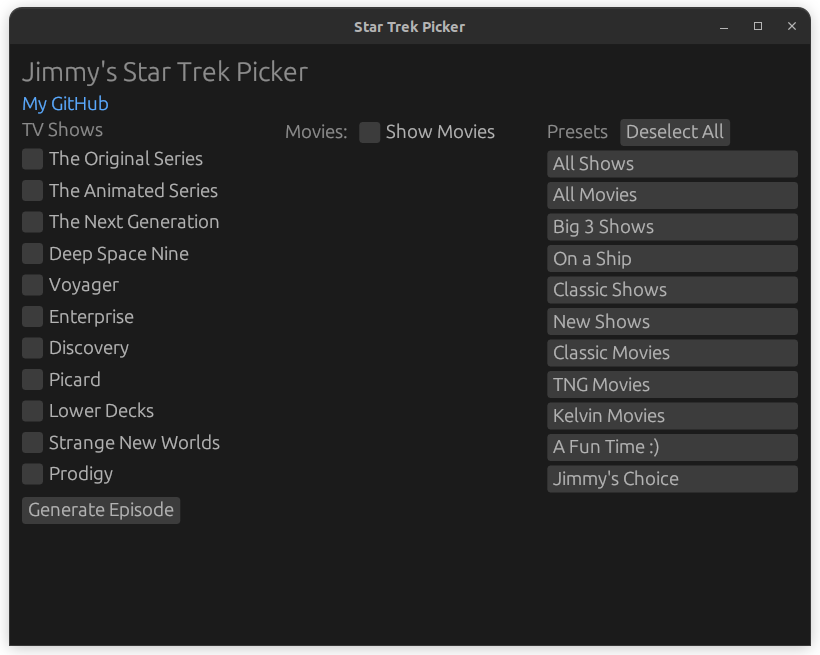 Star Trek Picker
Jimmy's Star Trek Picker
My GitHub
TV Shows
The Original Series
The Animated Series
The Next Generation
Deep Space Nine
Voyager
Enterprise
Discovery
Picard
Lower Decks
Strange New Worlds
Prodigy
Generate Episode
Movies: Show Movies
Presets Deselect All
All Shows
All Movies
Big 3 Shows
On a Ship
Classic Shows
New Shows
Classic Movies
TNG Movies
Kelvin Movies
A Fun Time :)
Jimmy's Choice